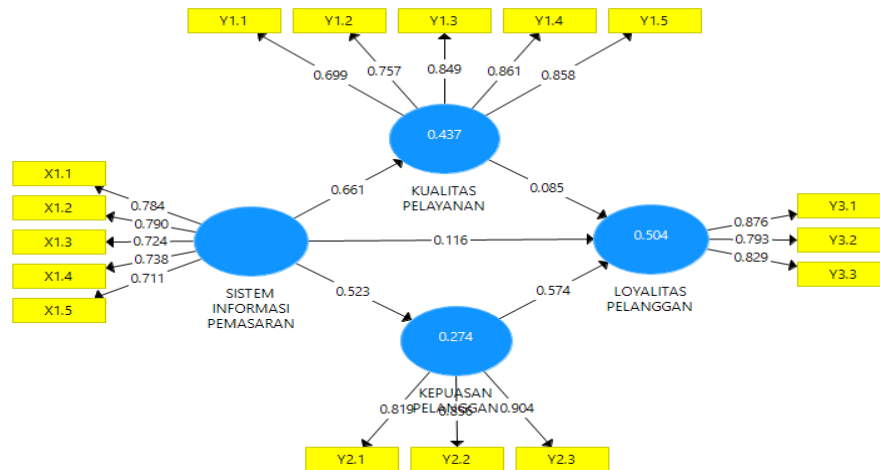 Y1.1 Y1.2 Y1.3 Y1.4 Y1.5
0.699 0.757 0.849 0.861 0.858
0.437
KUALITAS
PELAYANAN
X1.1
X1.2
X1.3
X1.4
X1.5
0.784
0.790
0.724
0.738
0.711
SISTEM
INFORMASI
PEMASARAN
0.661
0.085
0.116
0.523
0.574
0.504
LOYALITAS
PELANGGAN
0.876
0.793
0.829
Y3.1
Y3.2
Y3.3
0.274
KEPUASAN
PELANGGAN
0.819 0.904
Y2.1 Y2.2 Y2.3